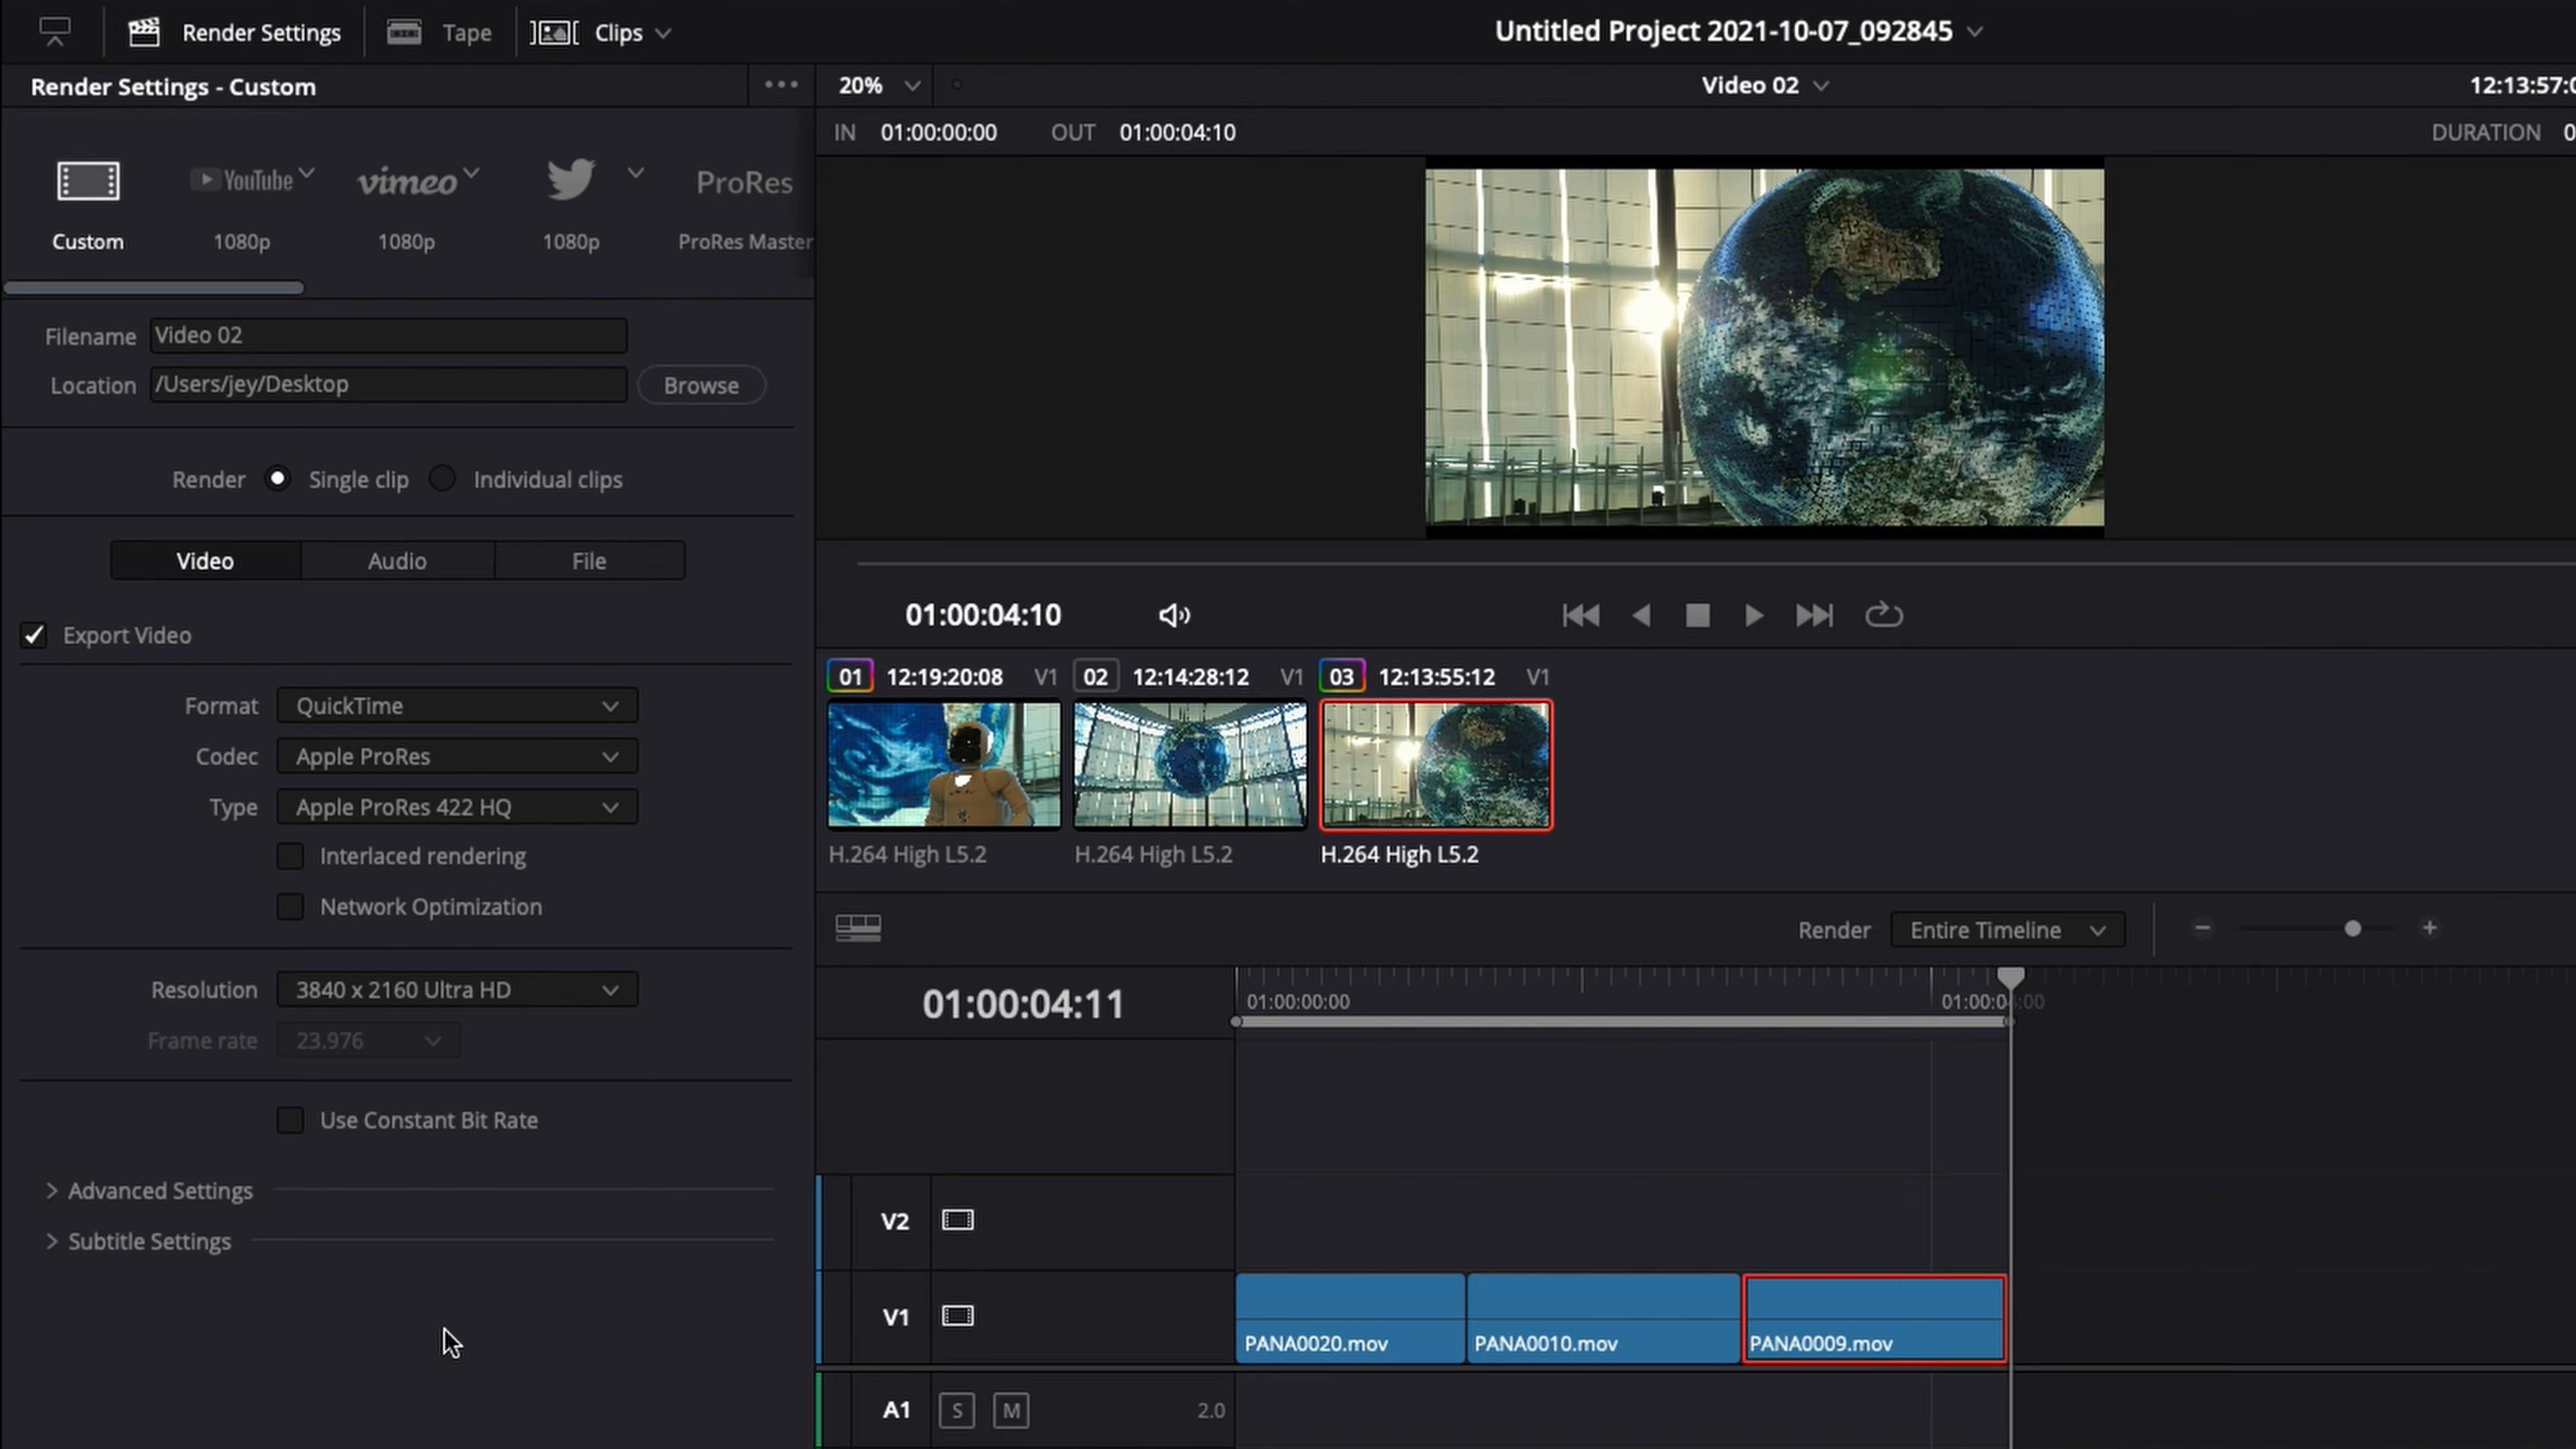 Render Settings
Tape
Clips
Untitled Project 2021-10-07_092845
Render Settings - Custom
20%
Video 02
12:13:57:0
IN 01:00:00:00 OUT 01:00:04:10
DURATION 0
YouTube
vimeo
ProRes
Custom
1080p
1080p
1080p
ProRes Master
Filename Video 02
Location /Users/jey/Desktop Browse
Render Single clip Individual clips
Video Audio File
Export Video
Format QuickTime
Codec Apple ProRes
Type Apple ProRes 422 HQ
Interlaced rendering
Network Optimization
Resolution 3840 x 2160 Ultra HD
Frame rate 23.976
Use Constant Bit Rate
Advanced Settings
Subtitle Settings
01:00:04:10
01 12:19:20:08 V1
02 12:14:28:12 V1
03 12:13:55:12 V1
H.264 High L5.2
H.264 High L5.2
H.264 High L5.2
Render Entire Timeline
01:00:04:11
01:00:00:00
V2
V1
PANA0020.mov
PANA0010.mov
PANA0009.mov
A1 S M 2.0